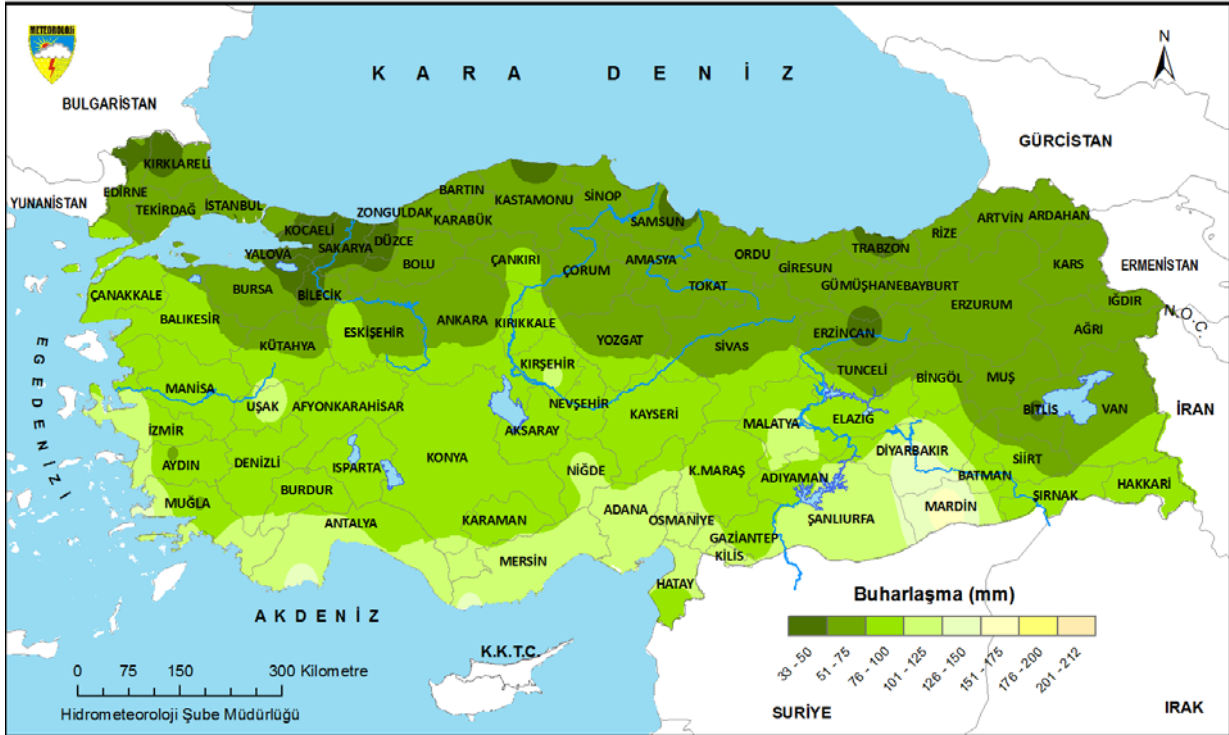 METEOROLOJİ
K A R A D E N İ Z
N
BULGARİSTAN
GÜRCİSTAN
YUNANİSTAN
ERMENİSTAN
N.Ö.C.
İRAN
E G E D E N İ Z İ
KIRKLARELİ
EDİRNE
TEKİRDAĞ
İSTANBUL
KOCAELİ
YALOVA
SAKARYA
DÜZCE
ZONGULDAK
BARTIN
KARABÜK
KASTAMONU
SİNOP
SAMSUN
BOLU
ÇANKIRI
ÇORUM
AMASYA
TOKAT
ORDU
GİRESUN
TRABZON
RİZE
ARTVİN
ARDAHAN
KARS
GÜMÜŞHANE
BAYBURT
ERZURUM
IĞDIR
AĞRI
ÇANAKKALE
BALIKESİR
BURSA
BİLECİK
ESKİŞEHİR
ANKARA
KIRIKKALE
KÜTAHYA
YOZGAT
SİVAS
ERZİNCAN
TUNCELİ
BİNGÖL
MUŞ
BİTLİS
VAN
KIRŞEHİR
NEVŞEHİR
KAYSERİ
MANİSA
UŞAK
AFYONKARAHİSAR
AKSARAY
MALATYA
ELAZIĞ
DİYARBAKIR
SİİRT
BATMAN
ŞIRNAK
HAKKARİ
İZMİR
AYDIN
DENİZLİ
ISPARTA
KONYA
NİĞDE
K.MARAŞ
ADIYAMAN
MARDİN
ŞANLIURFA
MUĞLA
BURDUR
ANTALYA
KARAMAN
MERSİN
ADANA
OSMANİYE
GAZİANTEP
KİLİS
HATAY
A K D E N İ Z
K.K.T.C.
SURİYE
IRAK
Buharlaşma (mm)
33 - 50
51 - 75
76 - 100
101 - 125
126 - 150
151 - 175
176 - 200
201 - 212
0 75 150 300 Kilometre
Hidrometeoroloji Şube Müdürlüğü